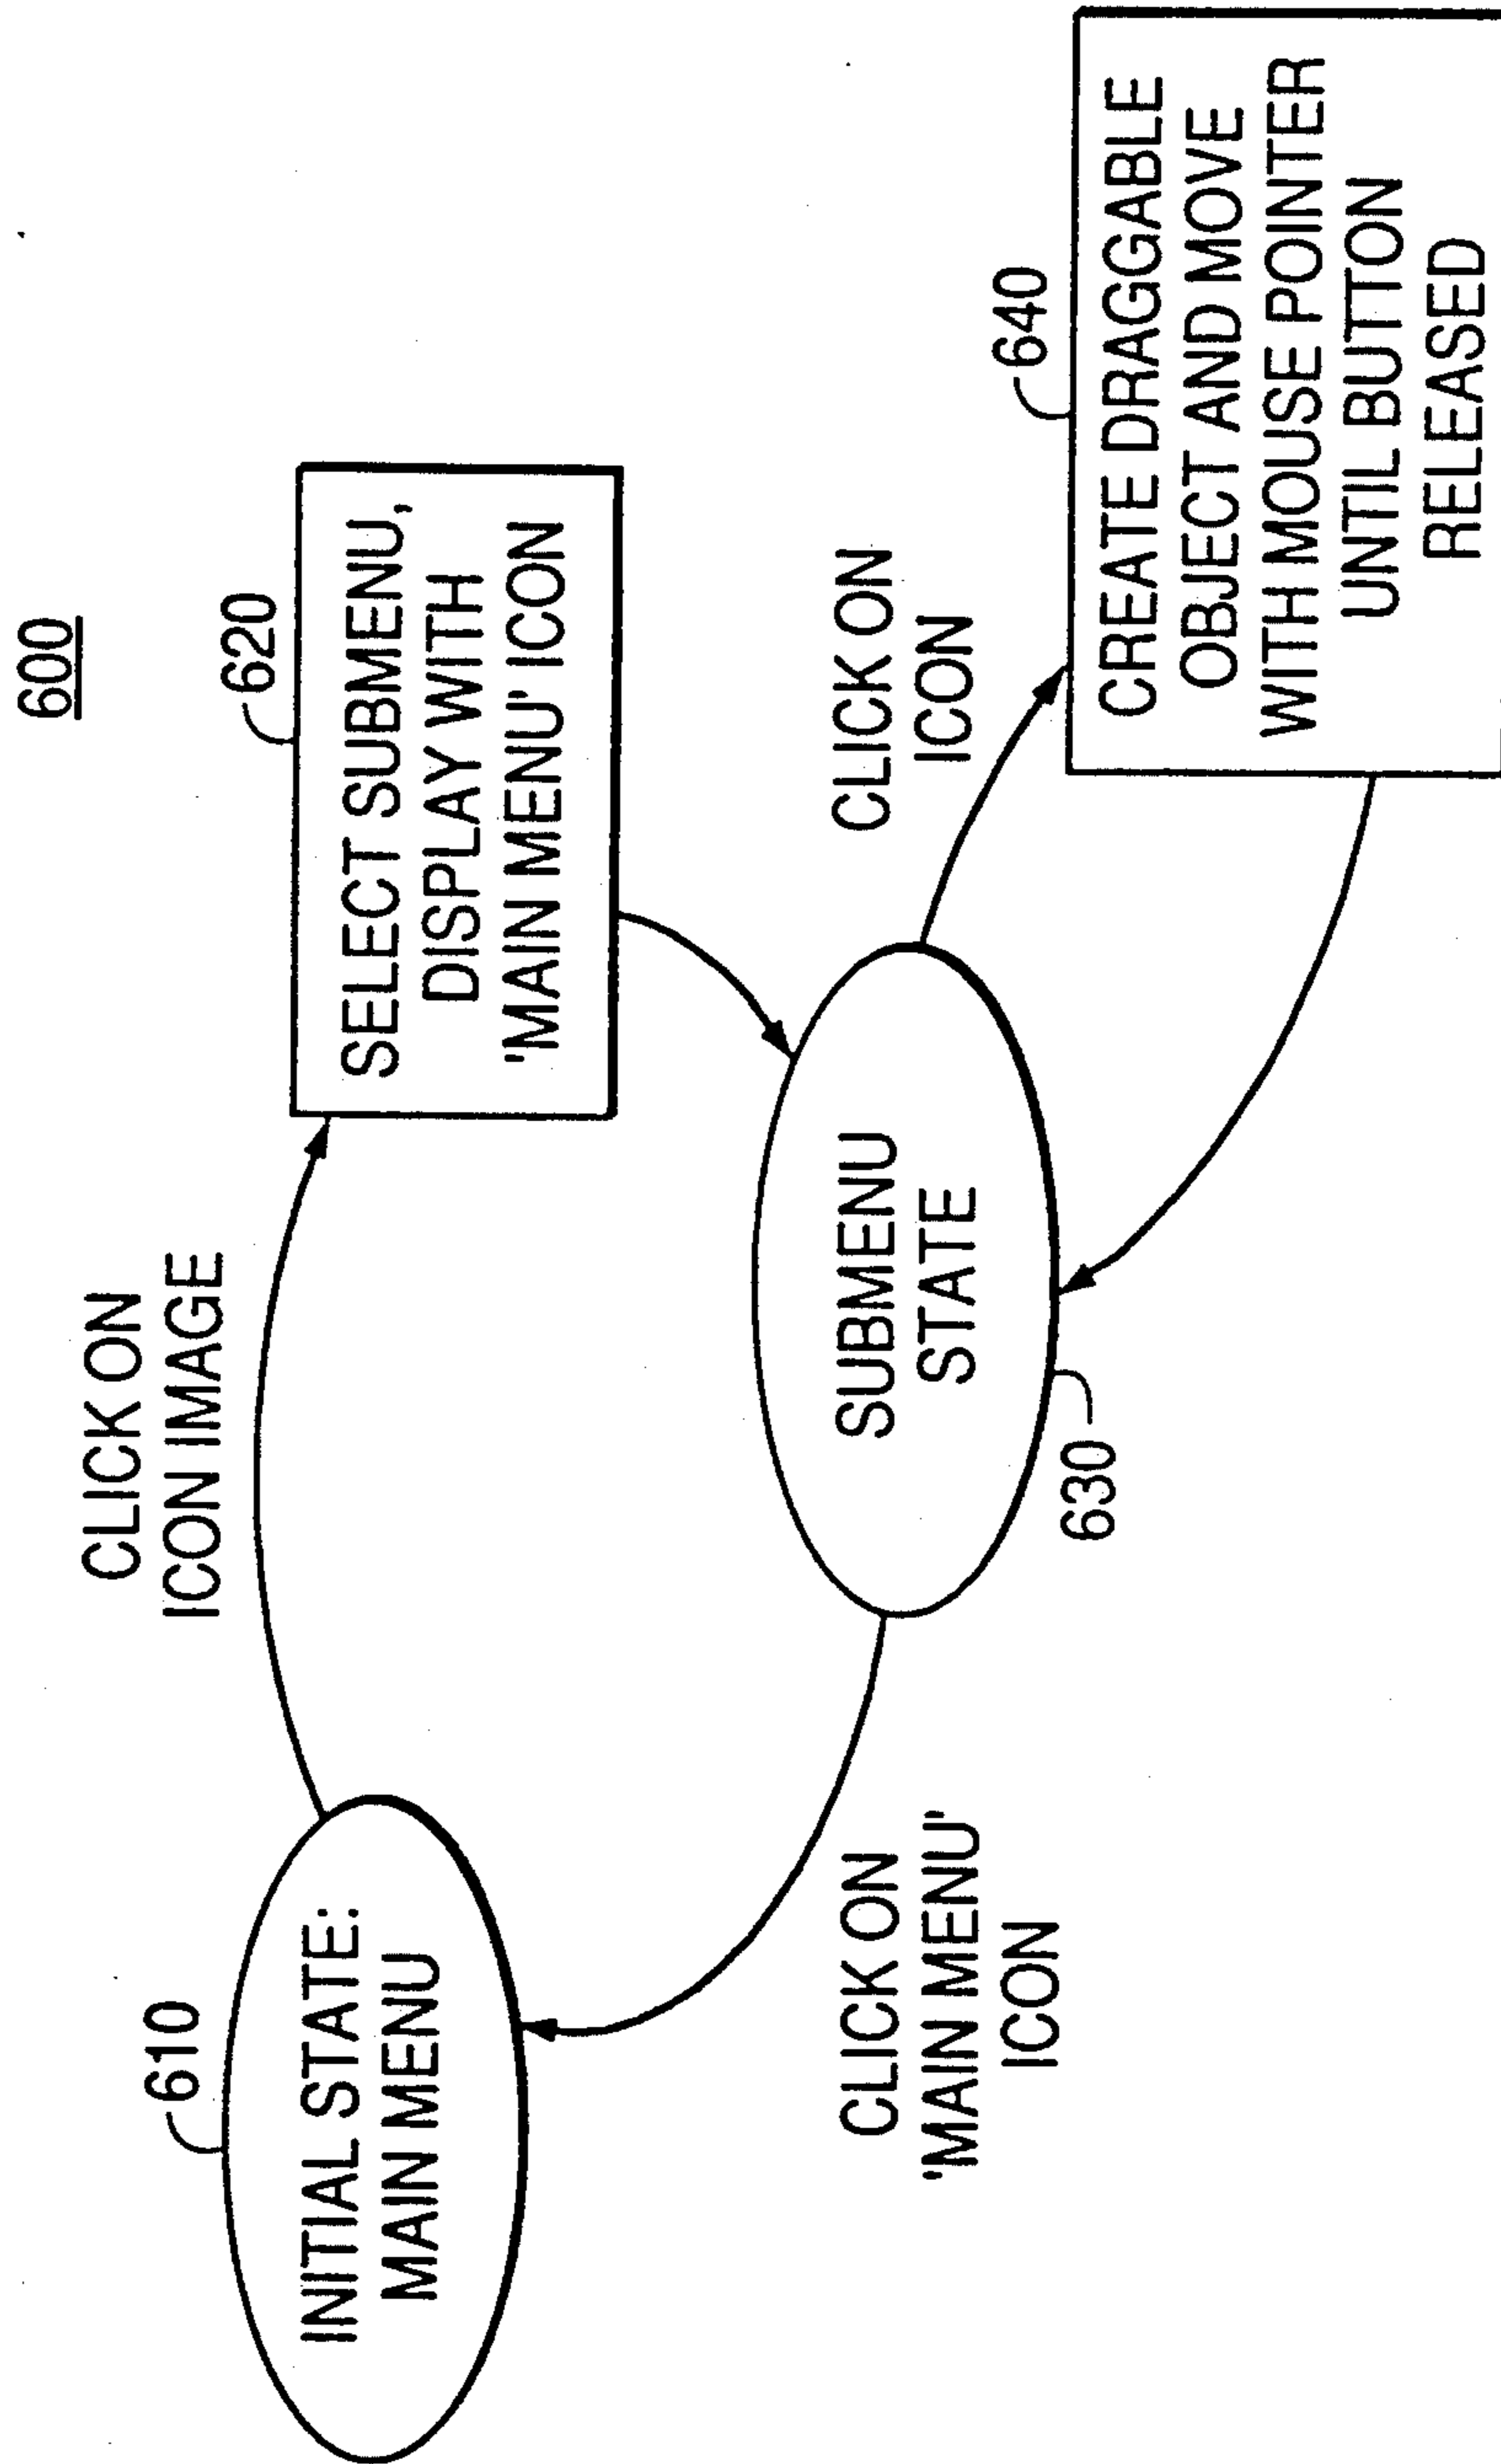 600
610
INITIAL STATE:
MAIN MENU
CLICK ON
ICON IMAGE
620
SELECT SUBMENU,
DISPLAY WITH
'MAIN MENU' ICON
CLICK ON
'MAIN MENU'
ICON
SUBMENU
STATE
630
CLICK ON
ICON
640
CREATE DRAGGABLE
OBJECT AND MOVE
WITH MOUSE POINTER
UNTIL BUTTON
RELEASED